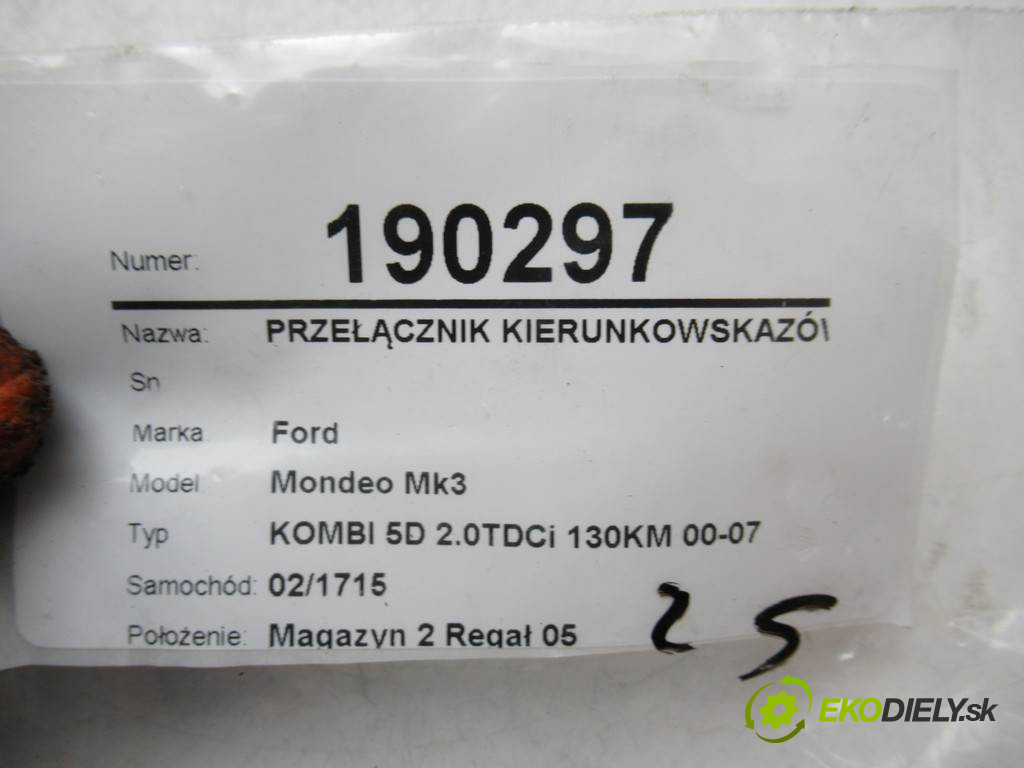 Numer: 190297
Nazwa: PRZEŁĄCZNIK KIERUNKOWSKAZÓ
Sn
Marka Ford
Model Mondeo Mk3
Typ KOMBI 5D 2.0TDCi 130KM 00-07
Samochód: 02/1715
Położenie: Magazyn 2 Regał 05
25
EKODIELY.sk